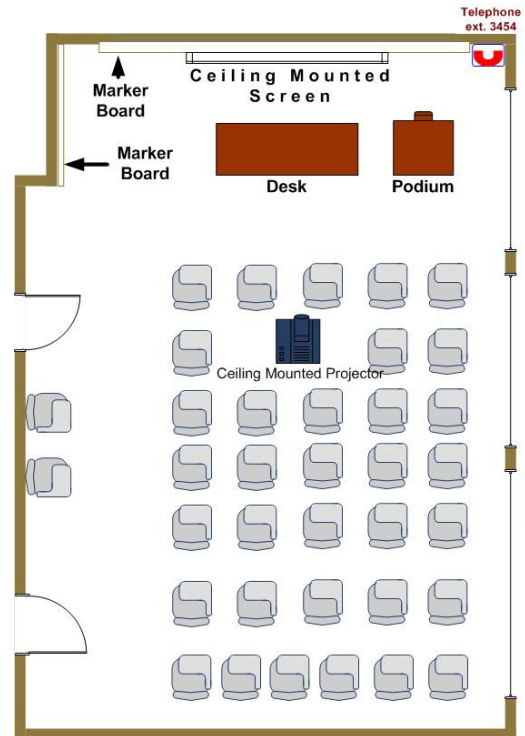 Telephone
ext. 3454
Ceiling Mounted
Screen
Marker
Board
Marker
Board
Desk
Podium
Ceiling Mounted Projector